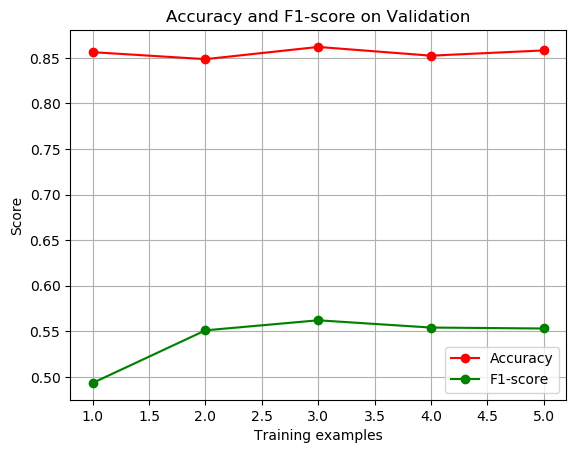 Accuracy and F1-score on Validation
0.85
0.80
0.75
0.70
0.65
0.60
0.55
0.50
Score
Accuracy
F1-score
1.0 1.5 2.0 2.5 3.0 3.5 4.0 4.5 5.0
Training examples